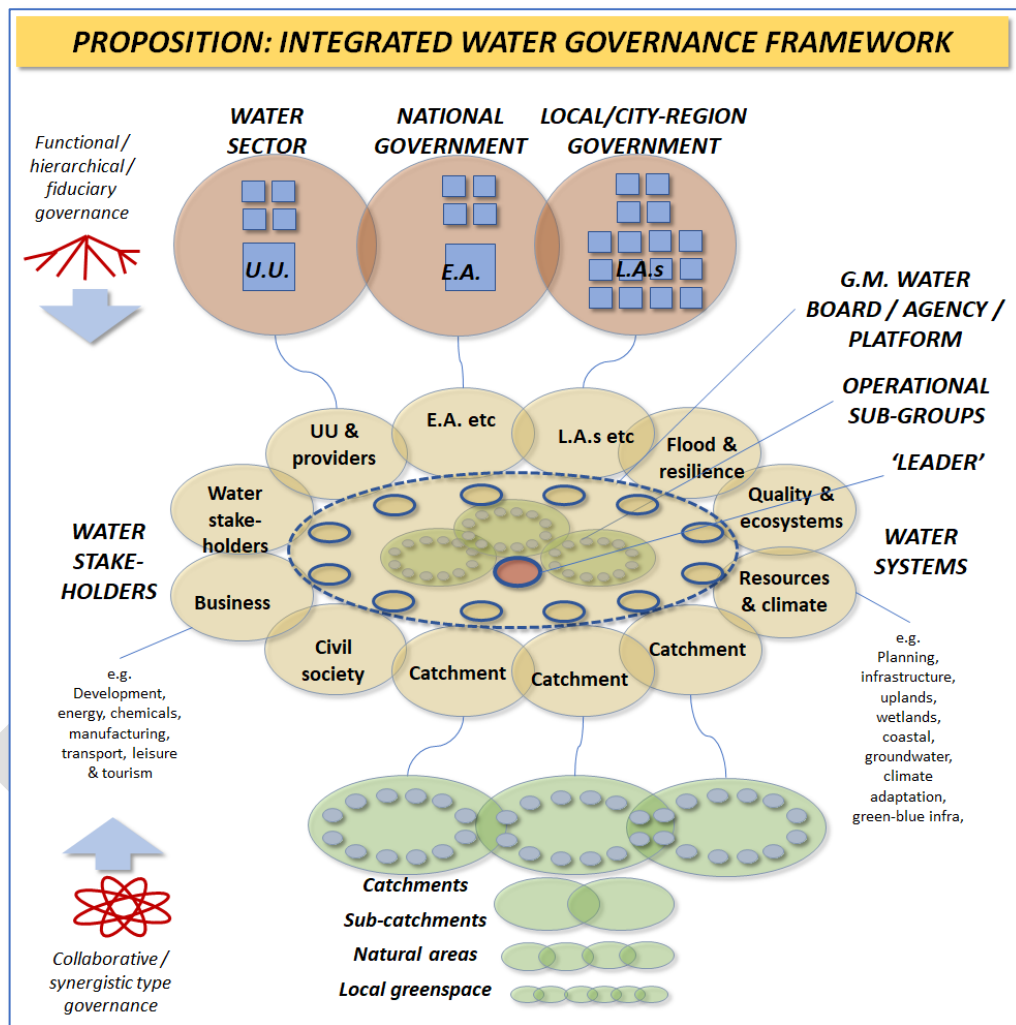 PROPOSITION: INTEGRATED WATER GOVERNANCE FRAMEWORK
Functional /
hierarchical /
fiduciary
governance
WATER
SECTOR
NATIONAL
GOVERNMENT
LOCAL/CITY-REGION
GOVERNMENT
U.U.
E.A.
L.A.s
G.M. WATER
BOARD / AGENCY /
PLATFORM
OPERATIONAL
SUB-GROUPS
‘LEADER’
UU &
providers
E.A. etc
L.A.s etc
Flood &
resilience
Water
stake-
holders
Quality &
ecosystems
WATER
STAKE-
HOLDERS
WATER
SYSTEMS
Business
Resources
& climate
Civil
society
Catchment
Catchment
Catchment
e.g.
Development,
energy, chemicals,
manufacturing,
transport, leisure
& tourism
e.g.
Planning,
infrastructure,
uplands,
wetlands,
coastal,
groundwater,
climate
adaptation,
green-blue infra,
Catchments
Sub-catchments
Natural areas
Local greenspace
Collaborative /
synergistic type
governance